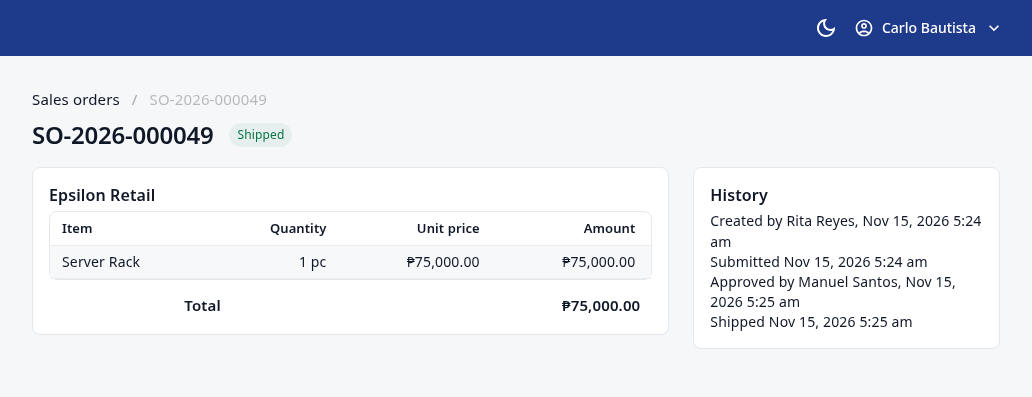 Carlo Bautista
Sales orders / SO-2026-000049
SO-2026-000049 Shipped
Epsilon Retail
Item Quantity Unit price Amount
Server Rack 1 pc ₱75,000.00 ₱75,000.00
Total ₱75,000.00
History
Created by Rita Reyes, Nov 15, 2026 5:24
am
Submitted Nov 15, 2026 5:24 am
Approved by Manuel Santos, Nov 15,
2026 5:25 am
Shipped Nov 15, 2026 5:25 am